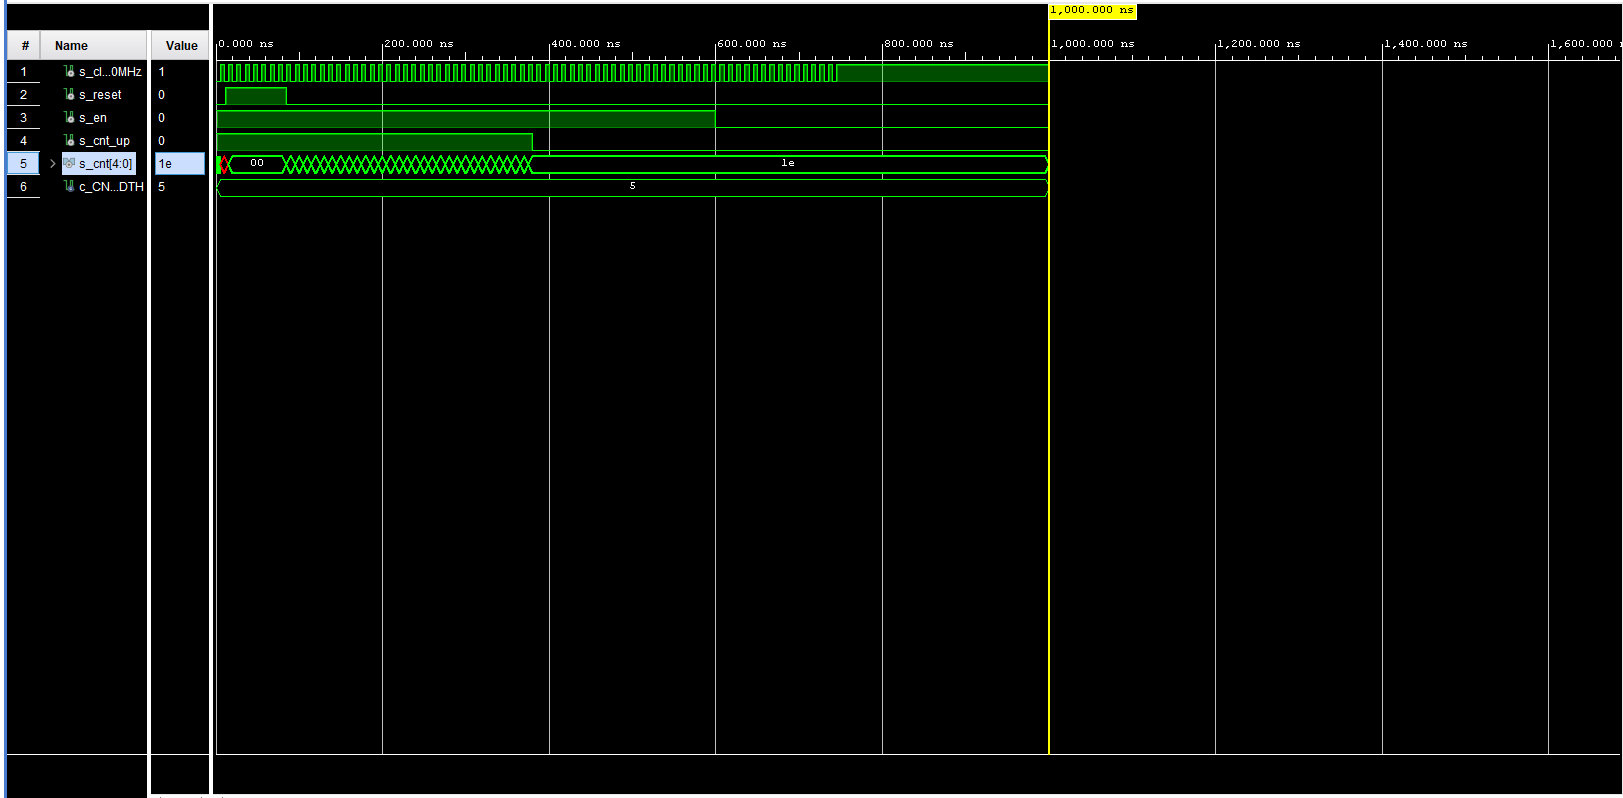 1,000.000 ns
# Name Value
0.000 ns 200.000 ns 400.000 ns 600.000 ns 800.000 ns 1,000.000 ns 1,200.000 ns 1,400.000 ns 1,600.000
1 s_cl...0MHz 1
2 s_reset 0
3 s_en 0
4 s_cnt_up 0
5 s_cnt[4:0] 1e 00 1e
6 c_CN...DTH 5 5